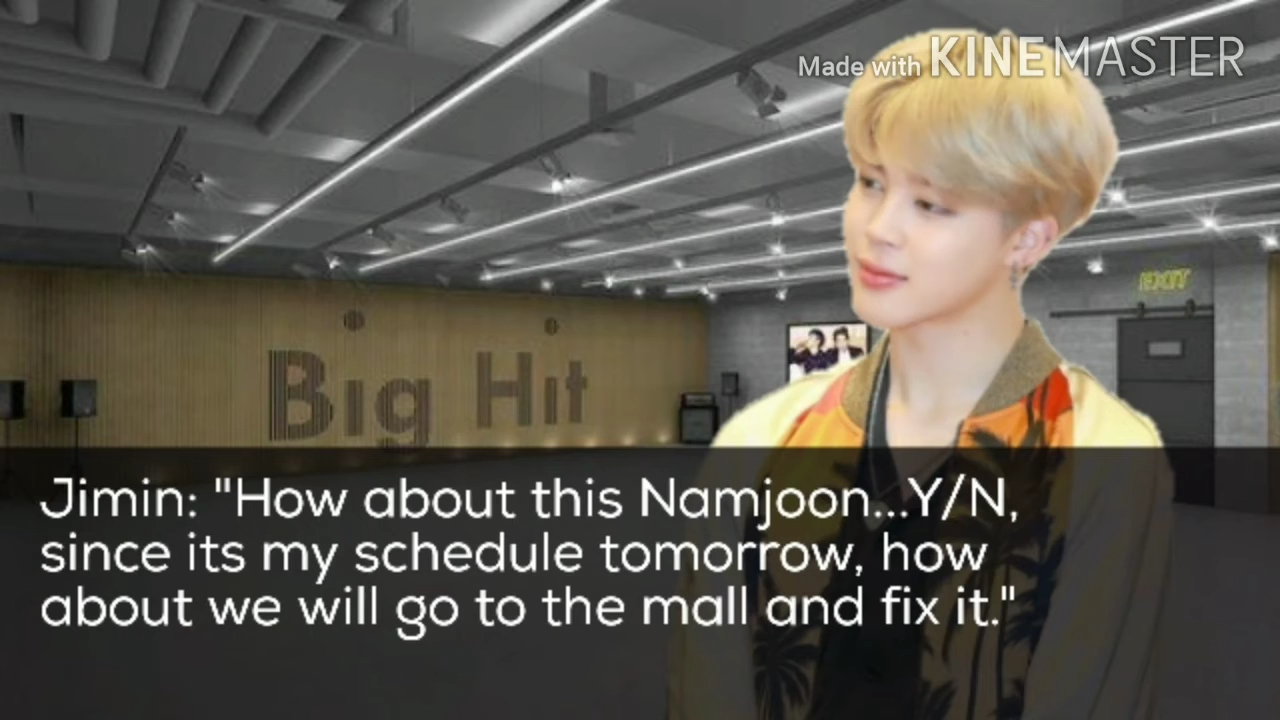 Made with KINEMASTER
EXIT
Big Hit
Jimin: "How about this Namjoon...Y/N,
since its my schedule tomorrow, how
about we will go to the mall and fix it."